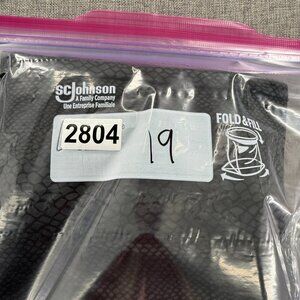 SC Johnson
A Family Company
Une Entreprise Familiale
FOLD & FILL
2804
19